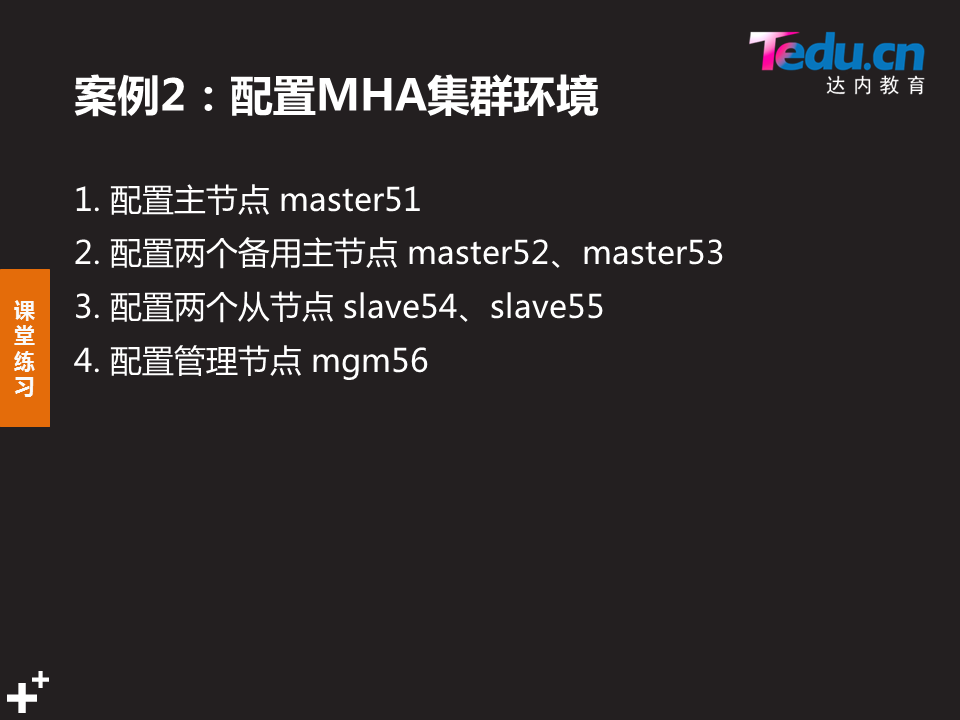 Tedu.cn
达内教育
案例2：配置MHA集群环境
1. 配置主节点 master51
2. 配置两个备用主节点 master52、master53
3. 配置两个从节点 slave54、slave55
4. 配置管理节点 mgm56
课
堂
练
习